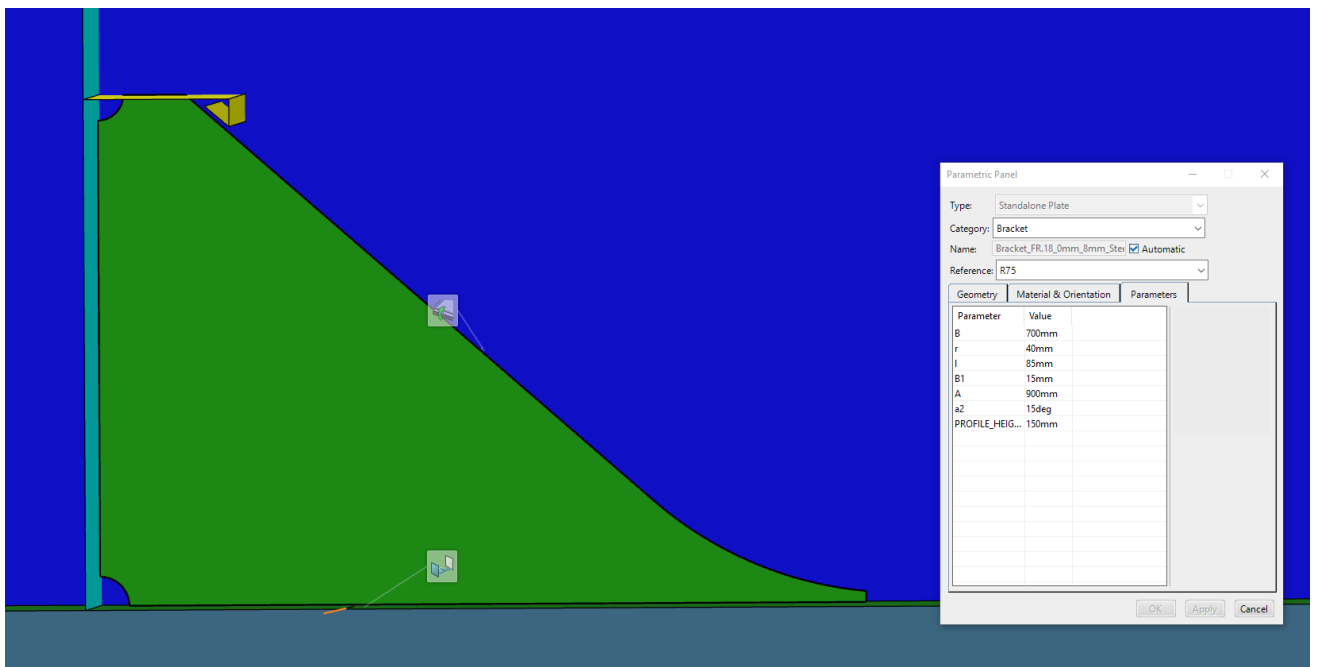 Parametric Panel
Type: Standalone Plate
Category: Bracket
Name: Bracket_FR.18_0mm_8mm_Stee Automatic
Reference: R75
Geometry Material & Orientation Parameters
Parameter Value
B 700mm
r 40mm
l 85mm
B1 15mm
A 900mm
a2 15deg
PROFILE_HEIG... 150mm
OK Apply Cancel